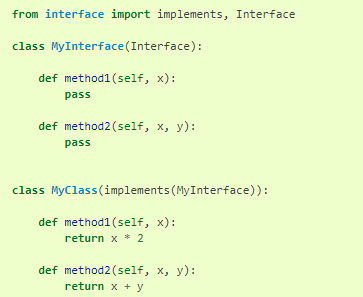 from interface import implements, Interface
class MyInterface(Interface):
    def method1(self, x):
        pass
    def method2(self, x, y):
        pass
class MyClass(implements(MyInterface)):
    def method1(self, x):
        return x * 2
    def method2(self, x, y):
        return x + y